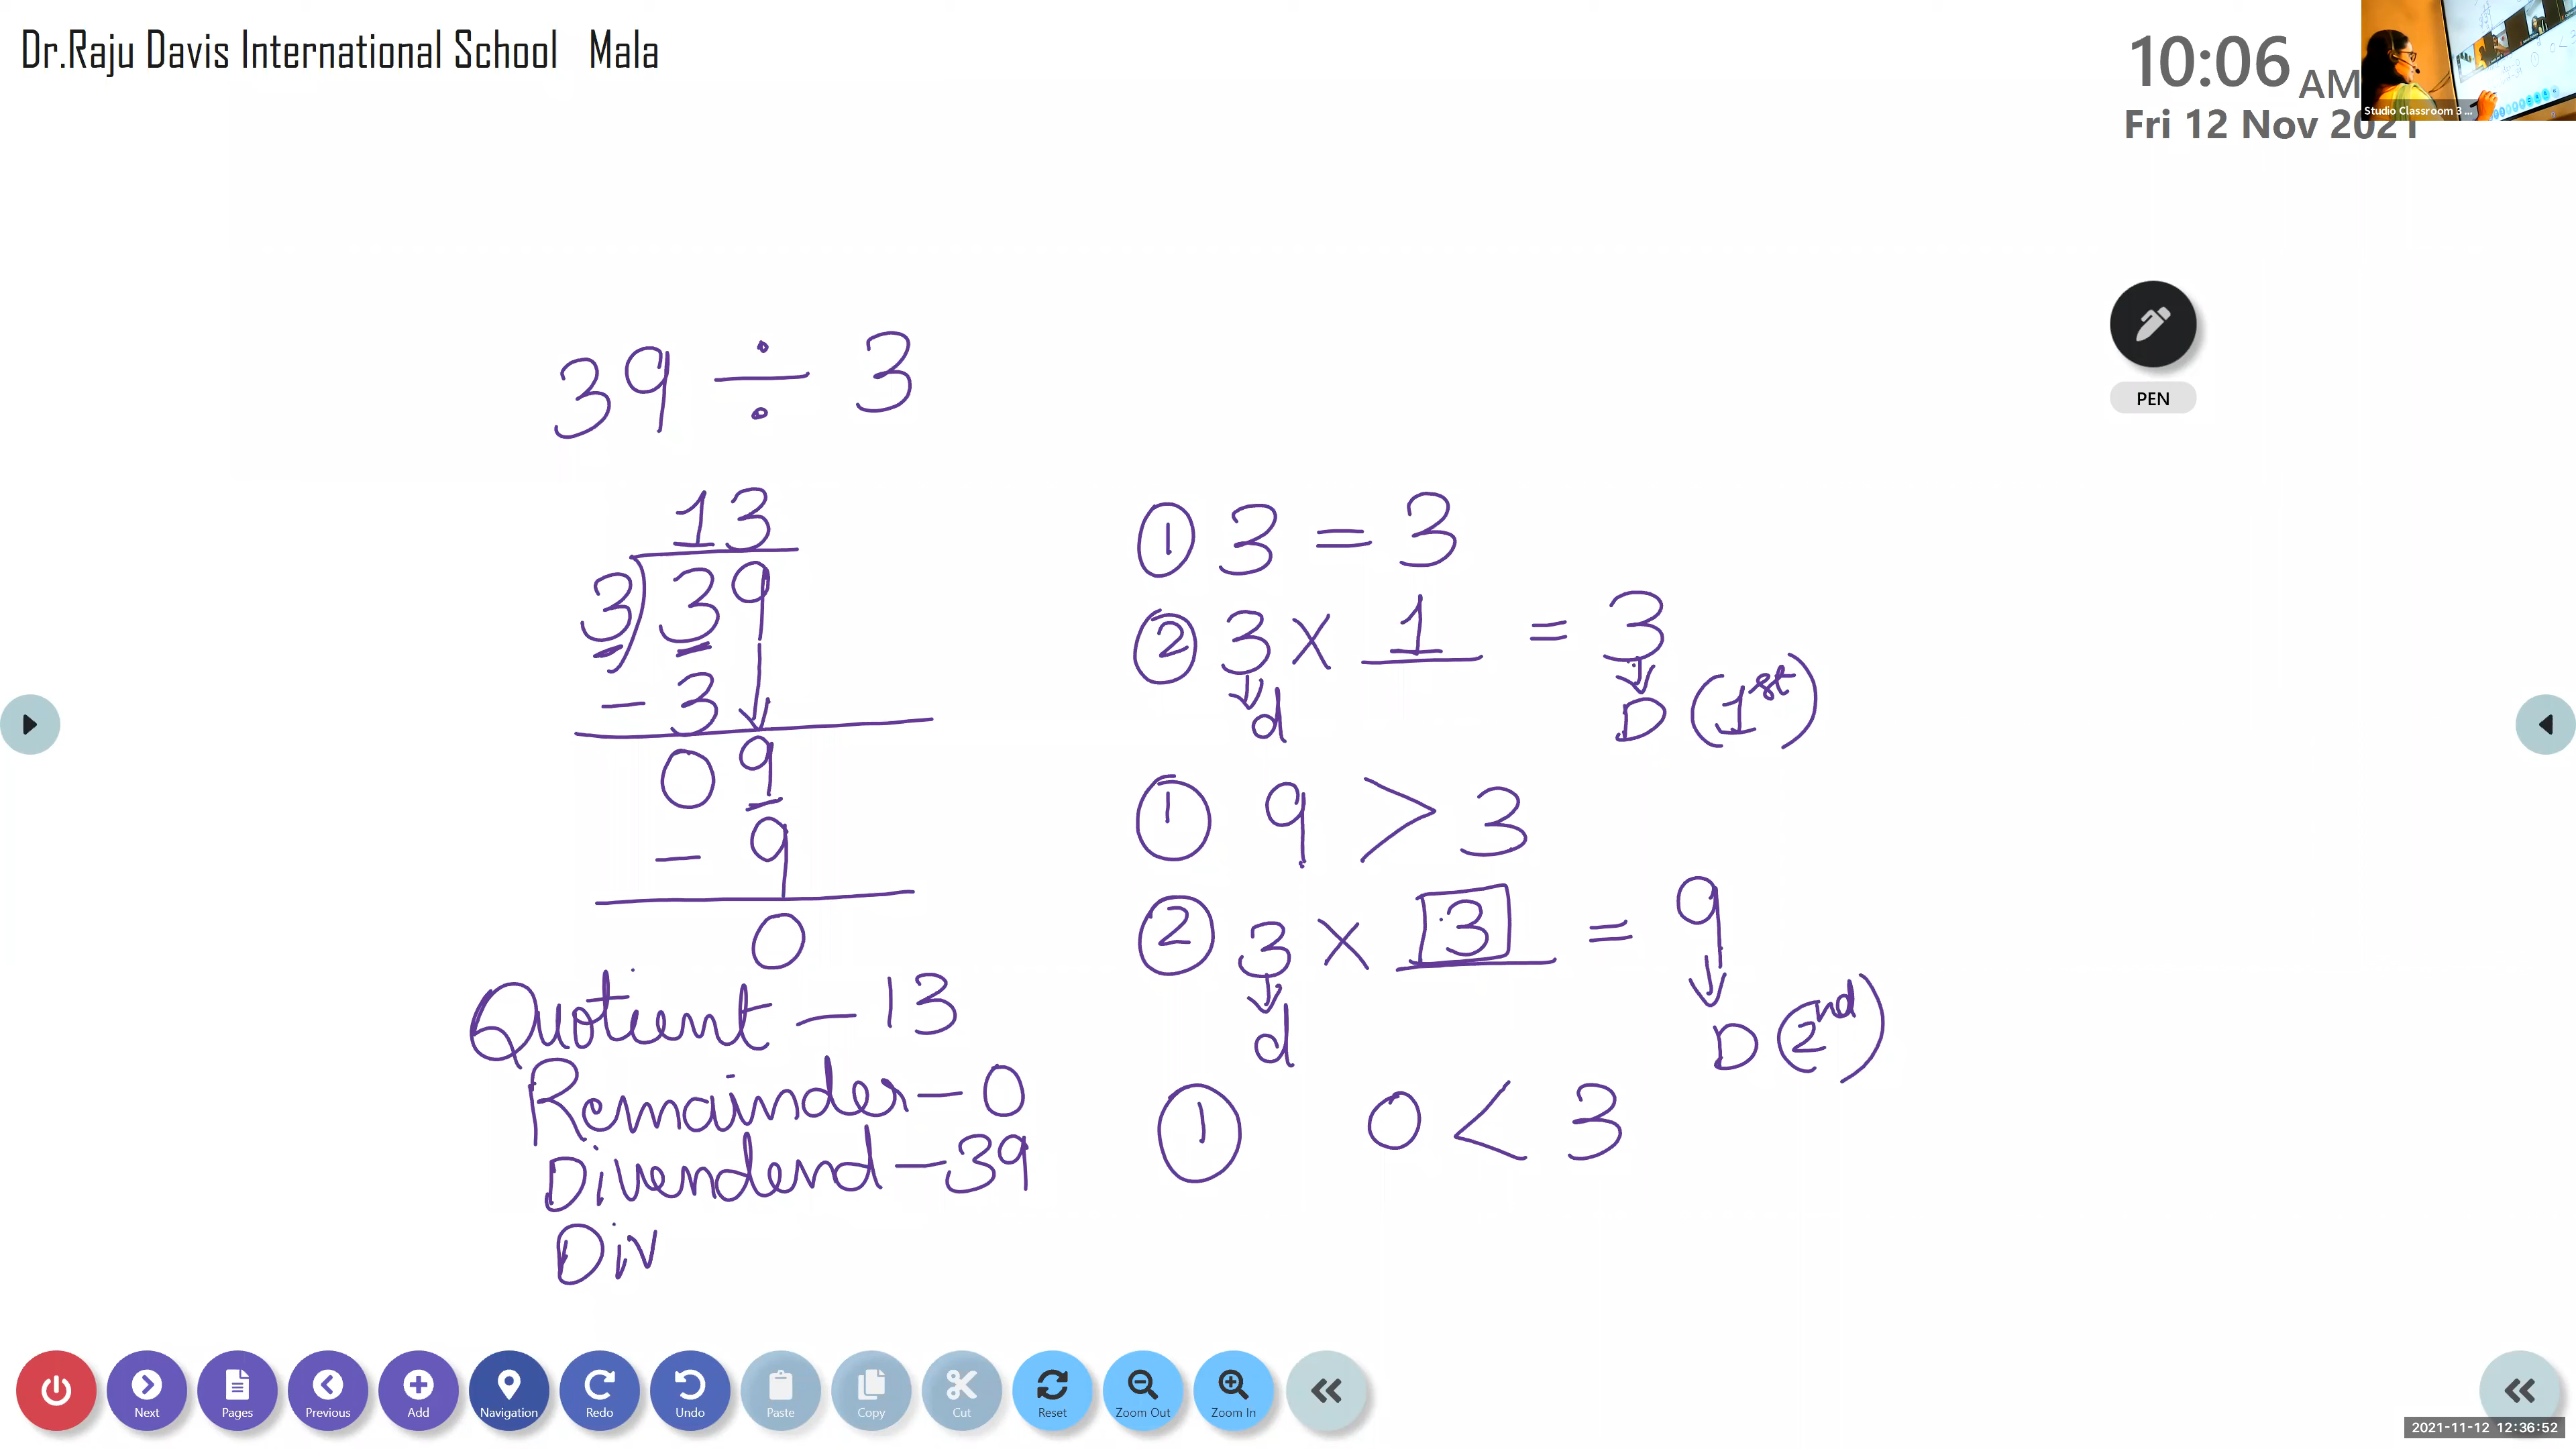 Dr.Raju Davis International School Mala
10:06 AM
Fri 12 Nov 2021
Studio Classroom 3 ...
PEN
39 ÷ 3
13
3)39
- 3
09
- 9
0
Quotient - 13
Remainder - 0
Divendend - 39
Div
① 3 = 3
② 3 × 1 = 3
d D (1st)
① 9 > 3
② 3 × 3 = 9
d D (2nd)
① 0 < 3
Next Pages Previous Add Navigation Redo Undo Paste Copy Cut Reset Zoom Out Zoom In
2021-11-12 12:36:52